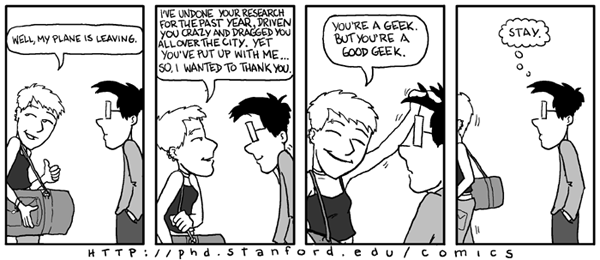 WELL, MY PLANE IS LEAVING.
I'VE UNDONE YOUR RESEARCH
FOR THE PAST YEAR, DRIVEN
YOU CRAZY AND DRAGGED YOU
ALL OVER THE CITY. YET
YOU'VE PUT UP WITH ME...
SO, I WANTED TO THANK YOU.
YOU'RE A GEEK.
BUT YOU'RE A
GOOD GEEK.
STAY.
HTTP://phd.stanford.edu/comics